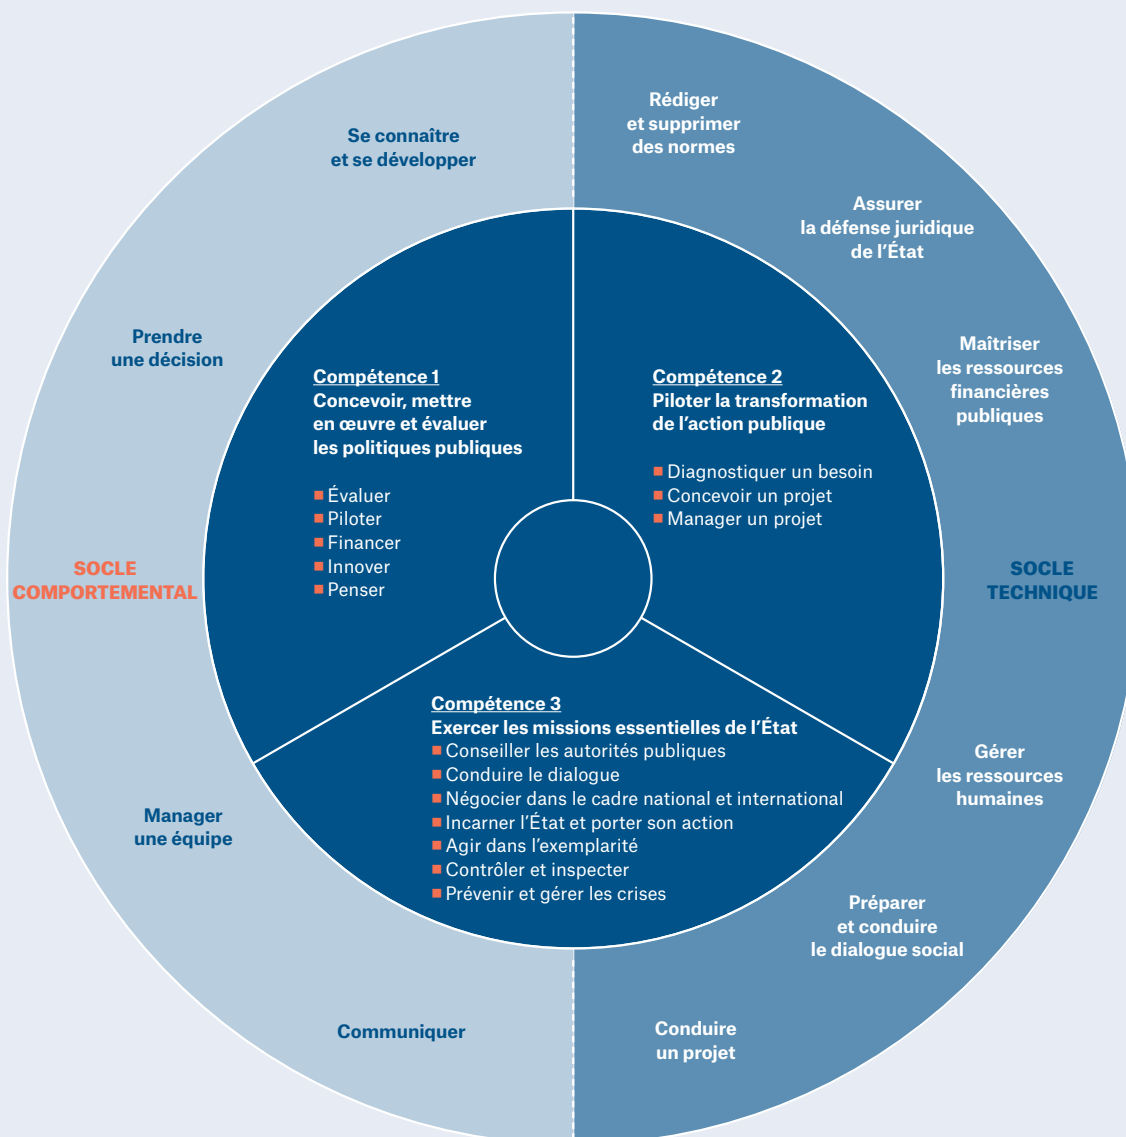 Se connaître
et se développer
Rédiger
et supprimer
des normes
Assurer
la défense juridique
de l’État
Prendre
une décision
Maîtriser
les ressources
financières
publiques
Compétence 1
Concevoir, mettre
en œuvre et évaluer
les politiques publiques
■ Évaluer
■ Piloter
■ Financer
■ Innover
■ Penser
Compétence 2
Piloter la transformation
de l’action publique
■ Diagnostiquer un besoin
■ Concevoir un projet
■ Manager un projet
SOCLE
COMPORTEMENTAL
SOCLE
TECHNIQUE
Compétence 3
Exercer les missions essentielles de l’État
■ Conseiller les autorités publiques
■ Conduire le dialogue
■ Négocier dans le cadre national et international
■ Incarner l’État et porter son action
■ Agir dans l’exemplarité
■ Contrôler et inspecter
■ Prévenir et gérer les crises
Manager
une équipe
Gérer
les ressources
humaines
Préparer
et conduire
le dialogue social
Communiquer
Conduire
un projet